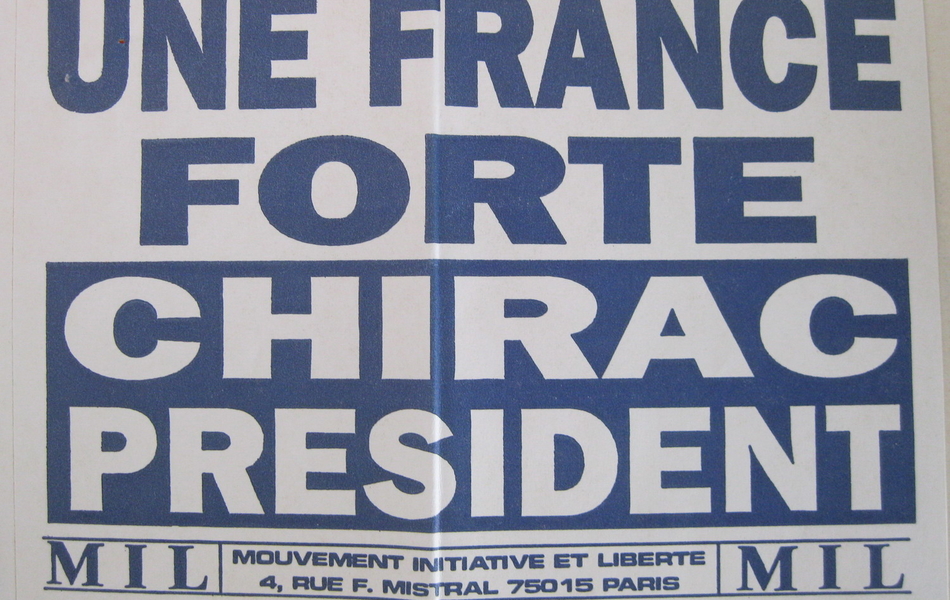 UNE FRANCE
FORTE
CHIRAC
PRESIDENT
MIL MOUVEMENT INITIATIVE ET LIBERTE MIL
4, RUE F. MISTRAL 75015 PARIS